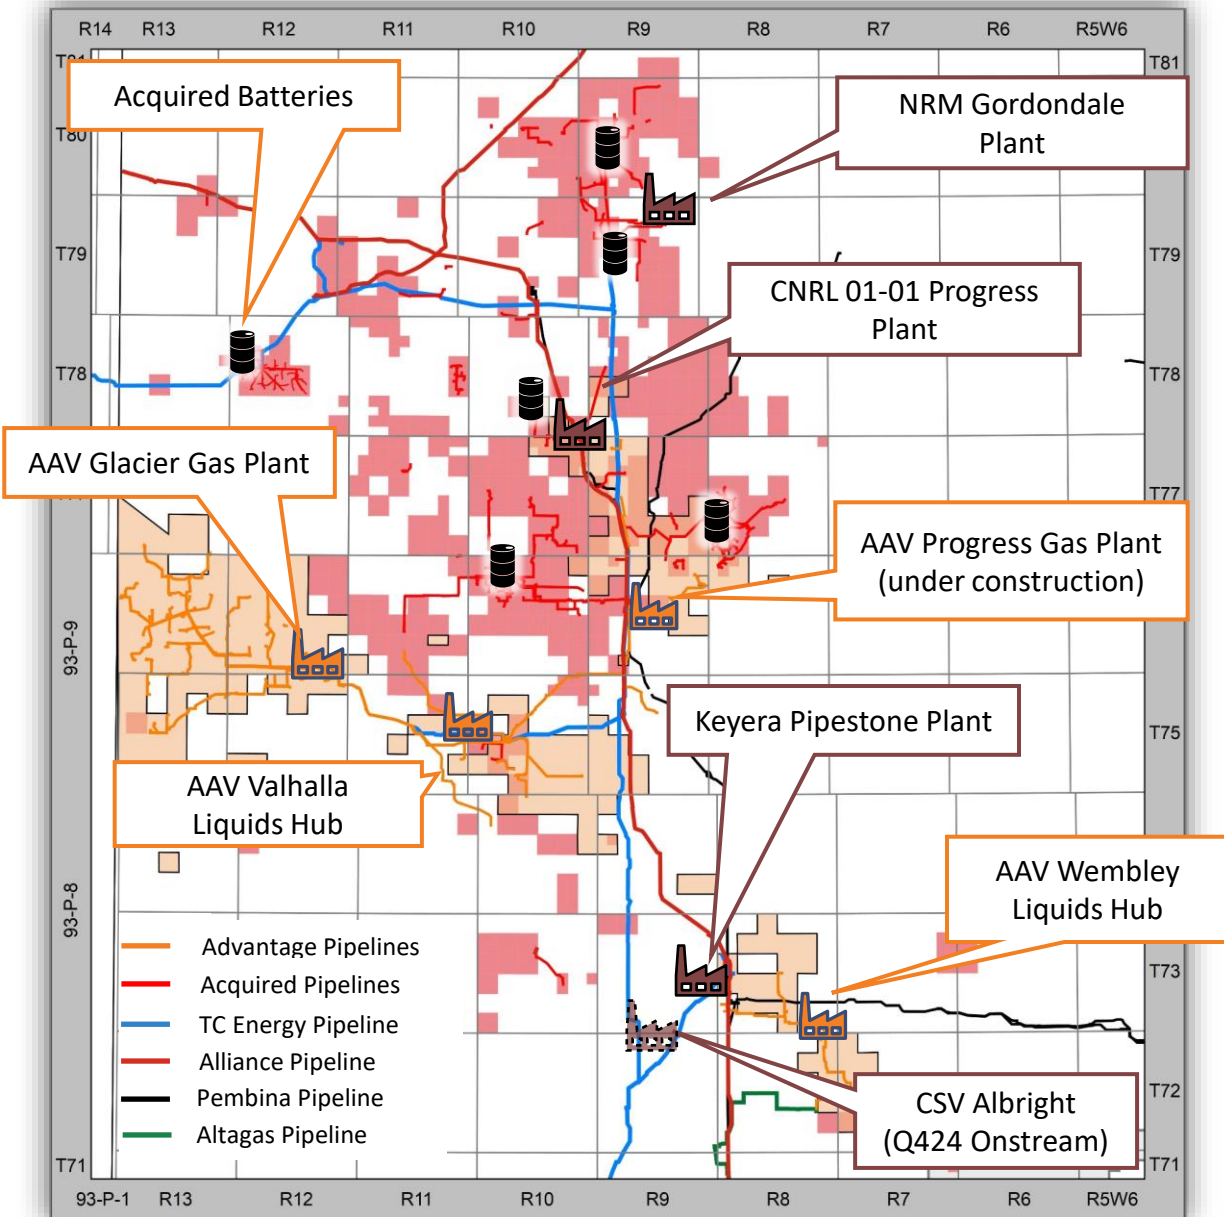 R14 R13 R12 R11 R10 R9 R8 R7 R6 R5W6
T81
Acquired Batteries
NRM Gordondale
Plant
T80
T79 T79
CNRL 01-01 Progress
Plant
T78 T78
AAV Glacier Gas Plant
T77
AAV Progress Gas Plant
(under construction)
93-P-9
Keyera Pipestone Plant
T75
AAV Valhalla
Liquids Hub
AAV Wembley
Liquids Hub
93-P-8
Advantage Pipelines
T73
Acquired Pipelines
TC Energy Pipeline
Alliance Pipeline
Pembina Pipeline
T72
CSV Albright
(Q424 Onstream)
Altagas Pipeline
T71 T71
93-P-1 R13 R12 R11 R10 R9 R8 R7 R6 R5W6